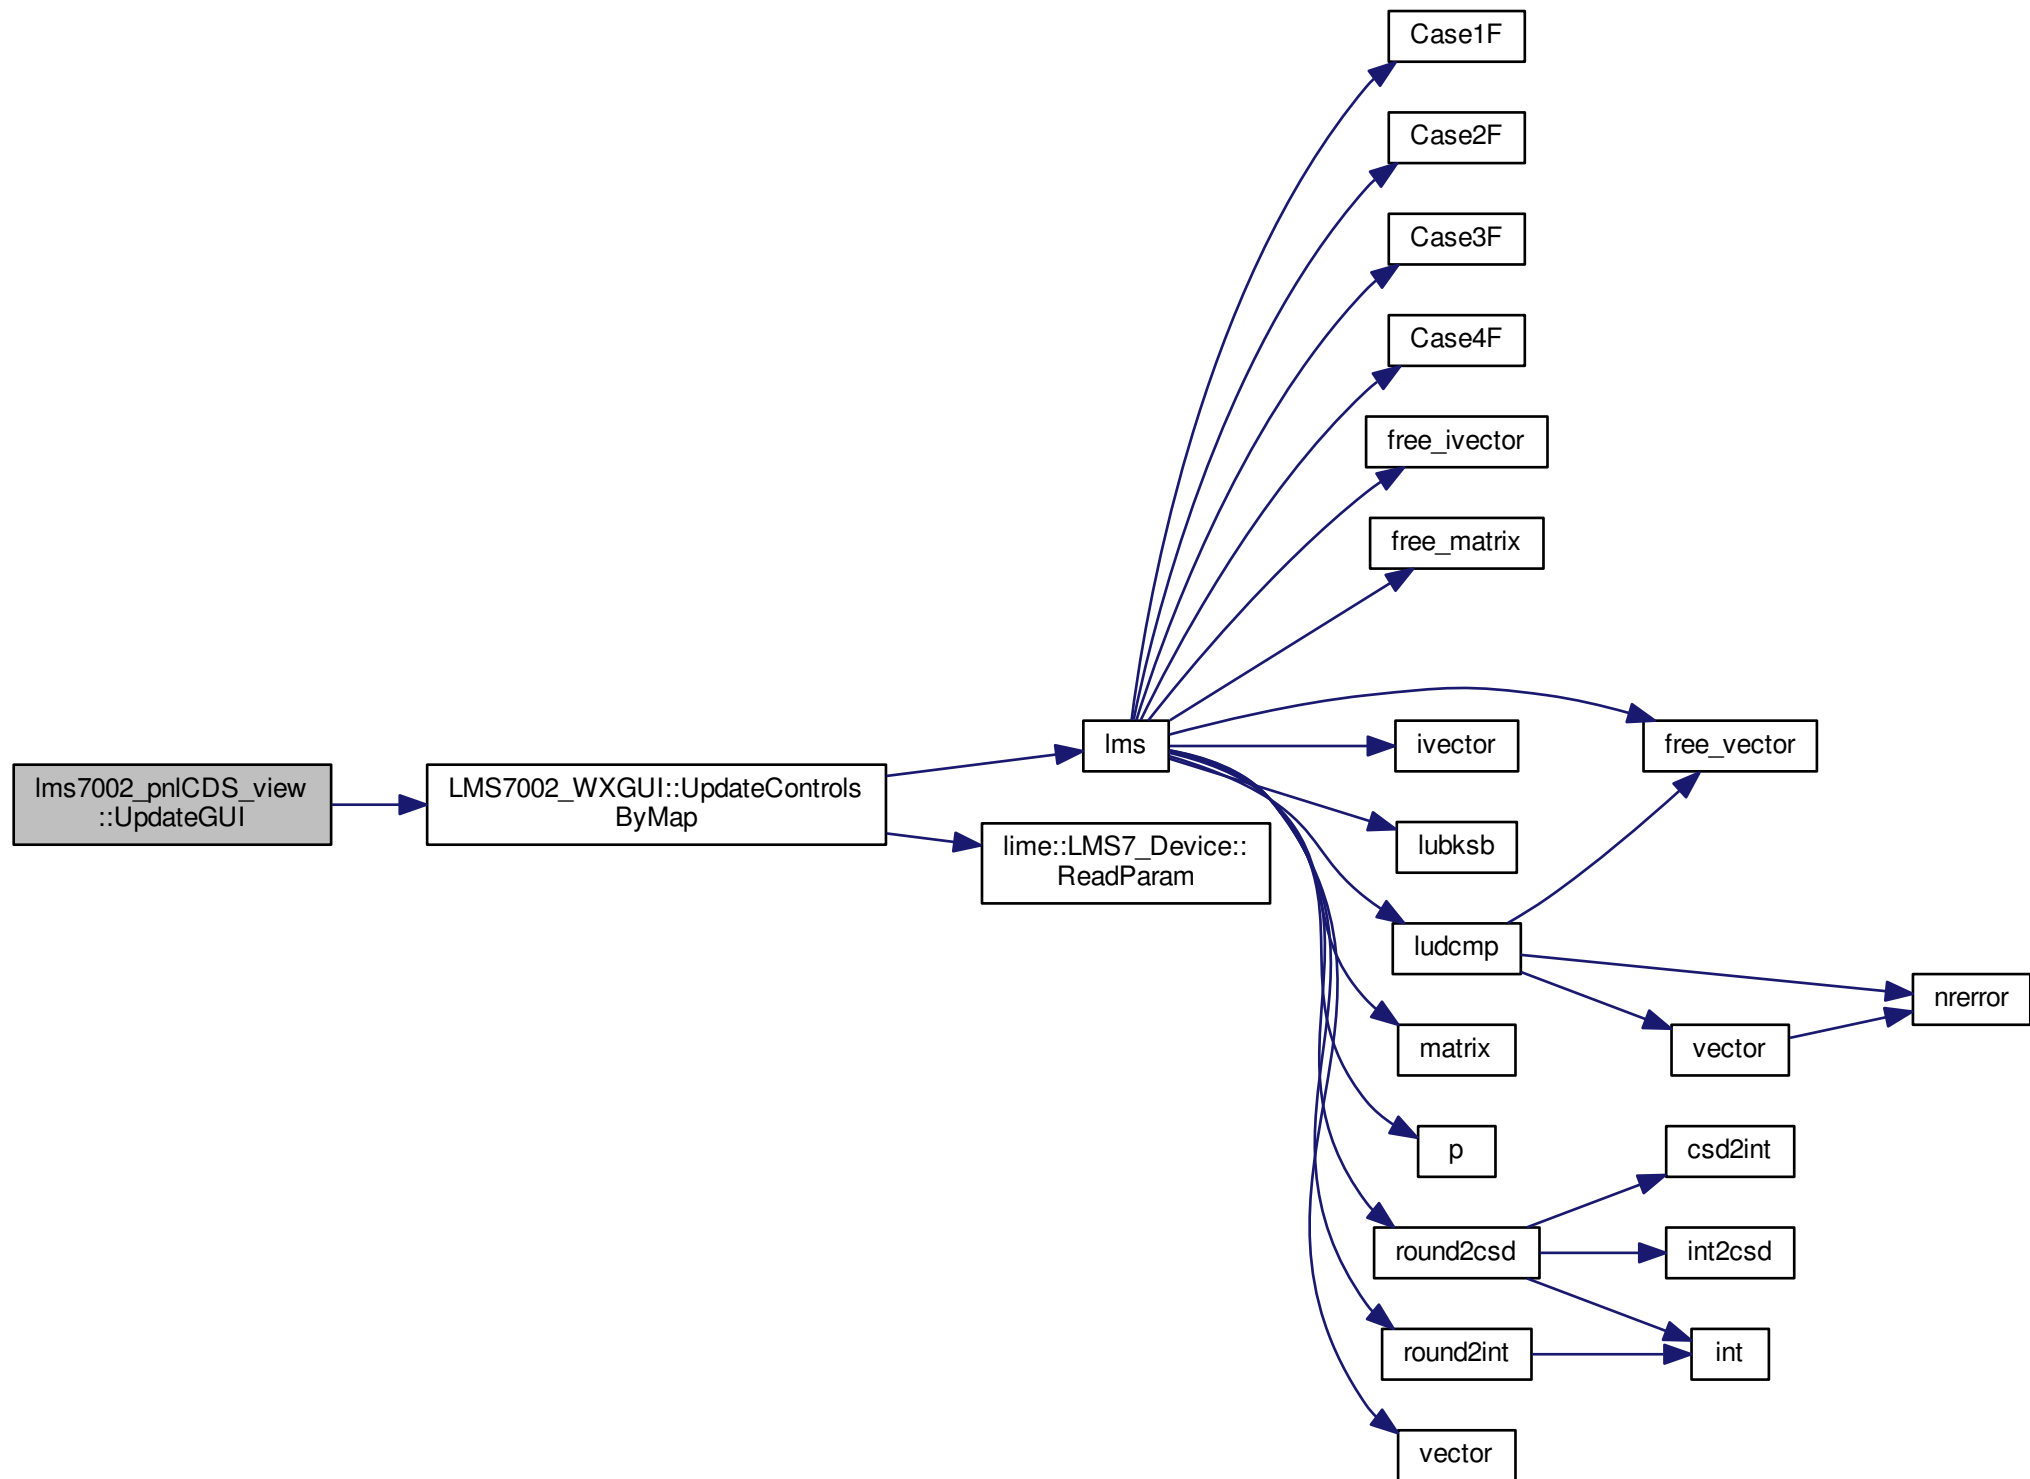 Case1F
Case2F
Case3F
Case4F
free_ivector
free_matrix
lms
ivector
free_vector
lms7002_pnlCDS_view
::UpdateGUI
LMS7002_WXGUI::UpdateControls
ByMap
lime::LMS7_Device::
ReadParam
lubksb
ludcmp
nrerror
matrix
vector
p
csd2int
round2csd
int2csd
round2int
int
vector